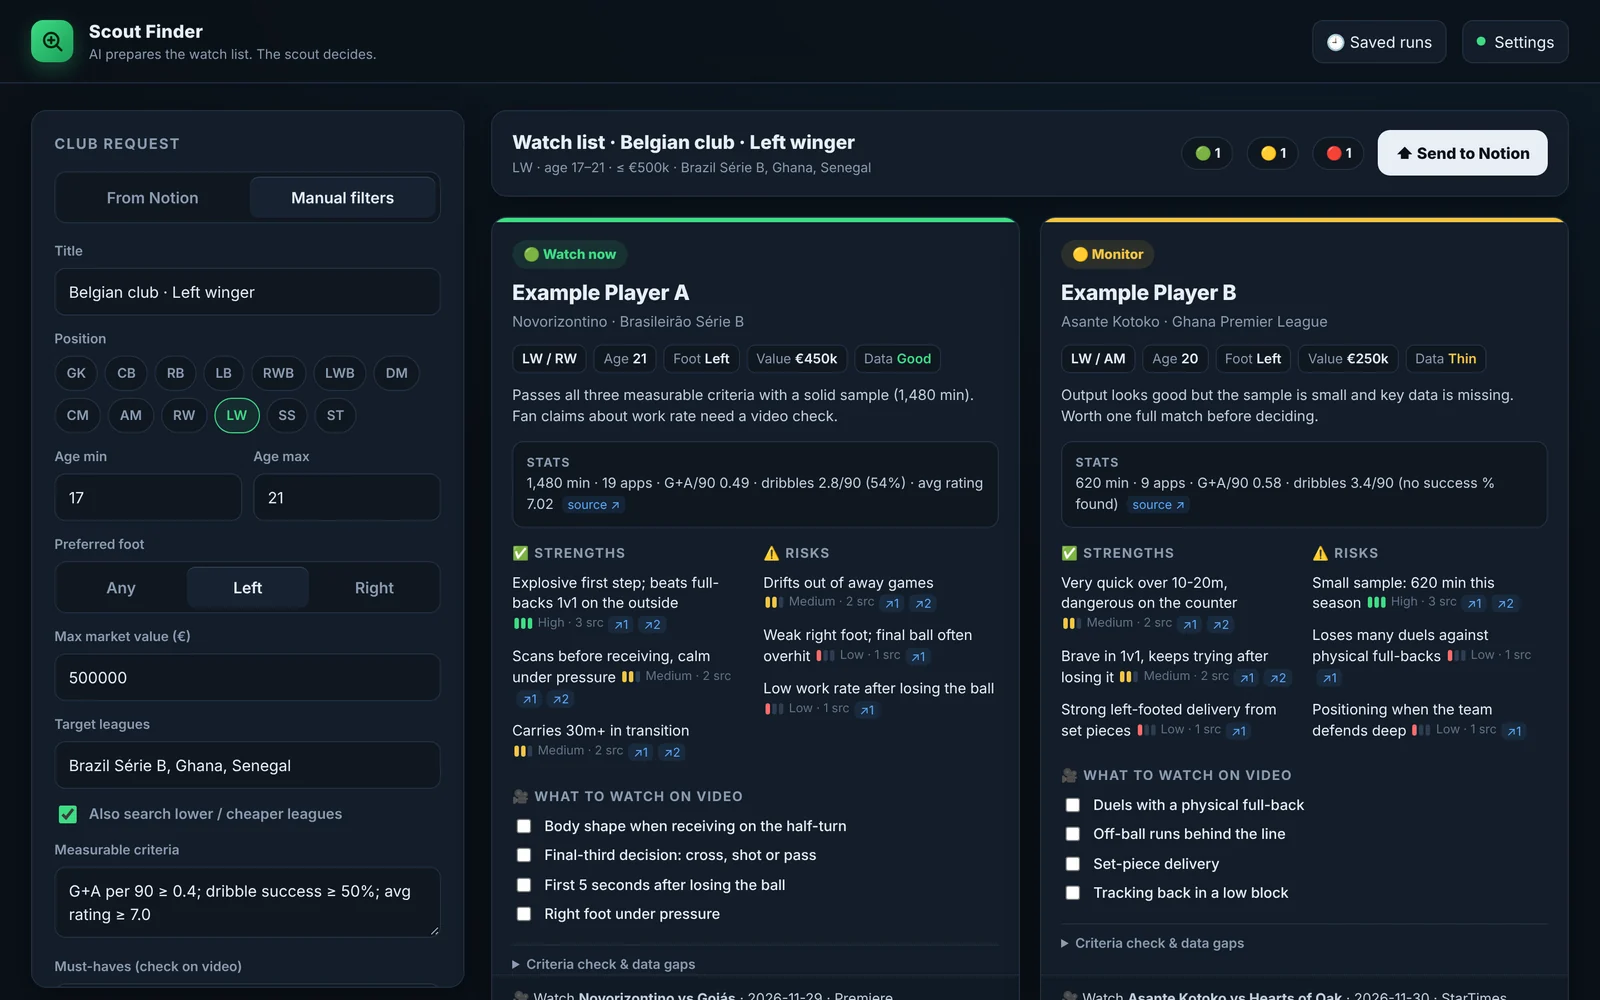 Scout Finder
AI prepares the watch list. The scout decides.
🕘 Saved runs
Settings
CLUB REQUEST
From Notion
Manual filters
Title
Belgian club · Left winger
Position
GK CB RB LB RWB LWB DM
CM AM RW LW SS ST
Age min Age max
17 21
Preferred foot
Any Left Right
Max market value (€)
500000
Target leagues
Brazil Série B, Ghana, Senegal
Also search lower / cheaper leagues
Measurable criteria
G+A per 90 ≥ 0.4; dribble success ≥ 50%; avg
rating ≥ 7.0
Must-haves (check on video)
Watch list · Belgian club · Left winger
LW · age 17–21 · ≤ €500k · Brazil Série B, Ghana, Senegal
🟢 1 🟡 1 🔴 1
⬆ Send to Notion
🟢 Watch now
Example Player A
Novorizontino · Brasileirão Série B
LW / RW Age 21 Foot Left Value €450k Data Good
Passes all three measurable criteria with a solid sample (1,480 min).
Fan claims about work rate need a video check.
STATS
1,480 min · 19 apps · G+A/90 0.49 · dribbles 2.8/90 (54%) · avg rating
7.02 source ↗
✅ STRENGTHS
Explosive first step; beats full-
backs 1v1 on the outside
High · 3 src ↗1 ↗2
Scans before receiving, calm
under pressure Medium · 2 src
↗1 ↗2
Carries 30m+ in transition
Medium · 2 src ↗1 ↗2
⚠️ RISKS
Drifts out of away games
Medium · 2 src ↗1 ↗2
Weak right foot; final ball often
overhit Low · 1 src ↗1
Low work rate after losing the ball
Low · 1 src ↗1
🎥 WHAT TO WATCH ON VIDEO
Body shape when receiving on the half-turn
Final-third decision: cross, shot or pass
First 5 seconds after losing the ball
Right foot under pressure
▶ Criteria check & data gaps
🎥 Watch Novorizontino vs Goiás · 2026-11-29 · Premiere
🟡 Monitor
Example Player B
Asante Kotoko · Ghana Premier League
LW / AM Age 20 Foot Left Value €250k Data Thin
Output looks good but the sample is small and key data is missing.
Worth one full match before deciding.
STATS
620 min · 9 apps · G+A/90 0.58 · dribbles 3.4/90 (no success %
found) source ↗
✅ STRENGTHS
Very quick over 10-20m,
dangerous on the counter
Medium · 2 src ↗1 ↗2
Brave in 1v1, keeps trying after
losing it Medium · 2 src ↗1 ↗2
Strong left-footed delivery from
set pieces Low · 1 src ↗1
⚠️ RISKS
Small sample: 620 min this
season High · 3 src ↗1 ↗2
Loses many duels against
physical full-backs Low · 1 src
↗1
Positioning when the team
defends deep Low · 1 src ↗1
🎥 WHAT TO WATCH ON VIDEO
Duels with a physical full-back
Off-ball runs behind the line
Set-piece delivery
Tracking back in a low block
▶ Criteria check & data gaps
🎥 Watch Asante Kotoko vs Hearts of Oak · 2026-11-30 · StarTimes